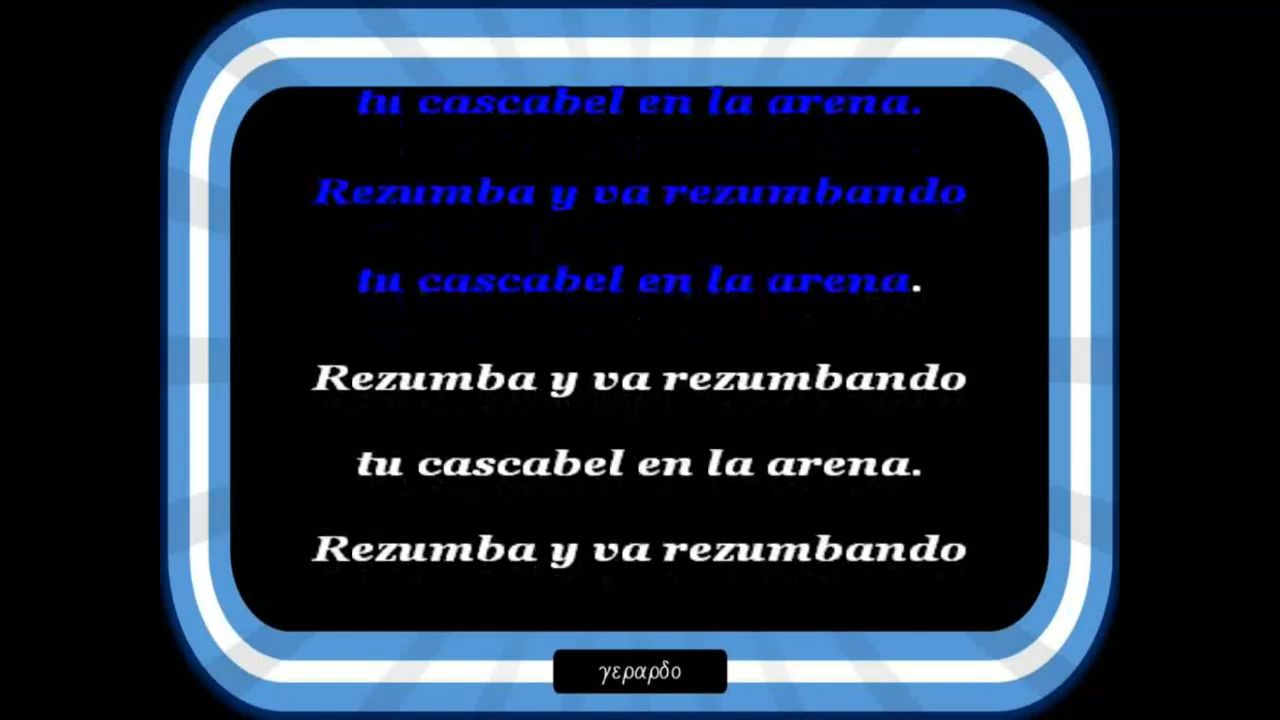 tu cascabel en la arena.
Rezumba y va rezumbando
tu cascabel en la arena.
Rezumba y va rezumbando
tu cascabel en la arena.
Rezumba y va rezumbando
γεραρδο